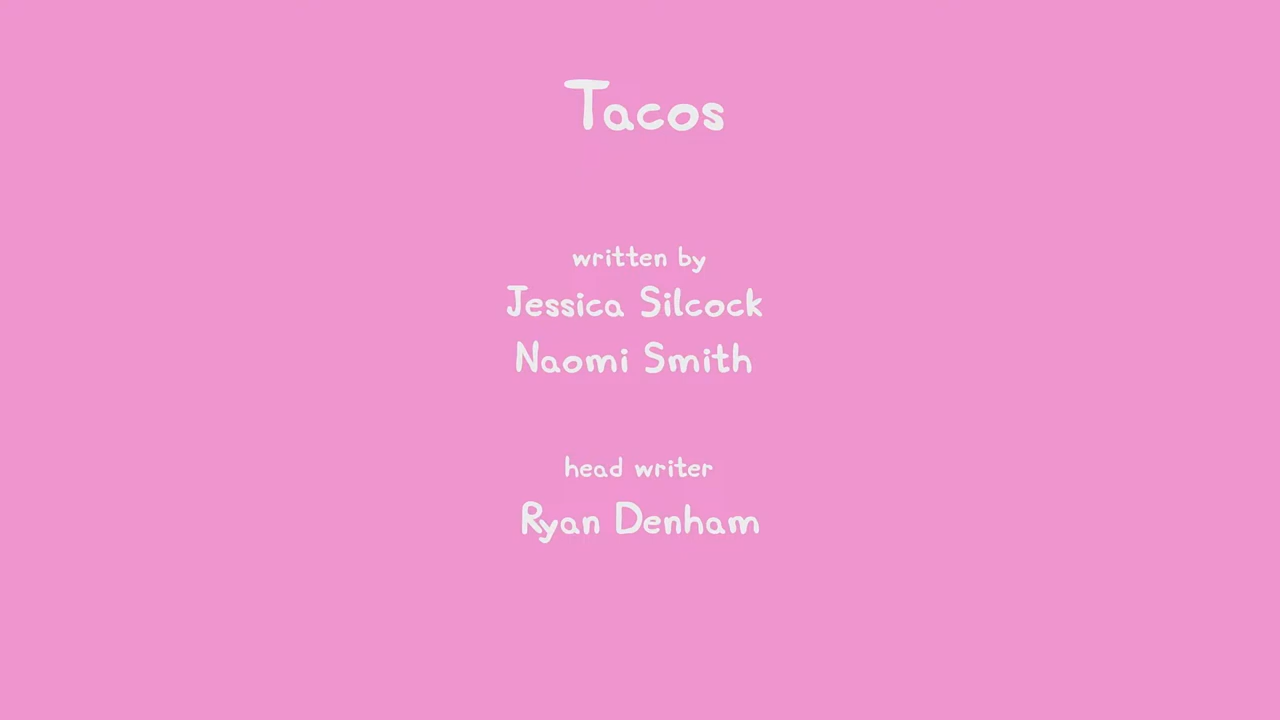 Tacos
written by
Jessica Silcock
Naomi Smith
head writer
Ryan Denham